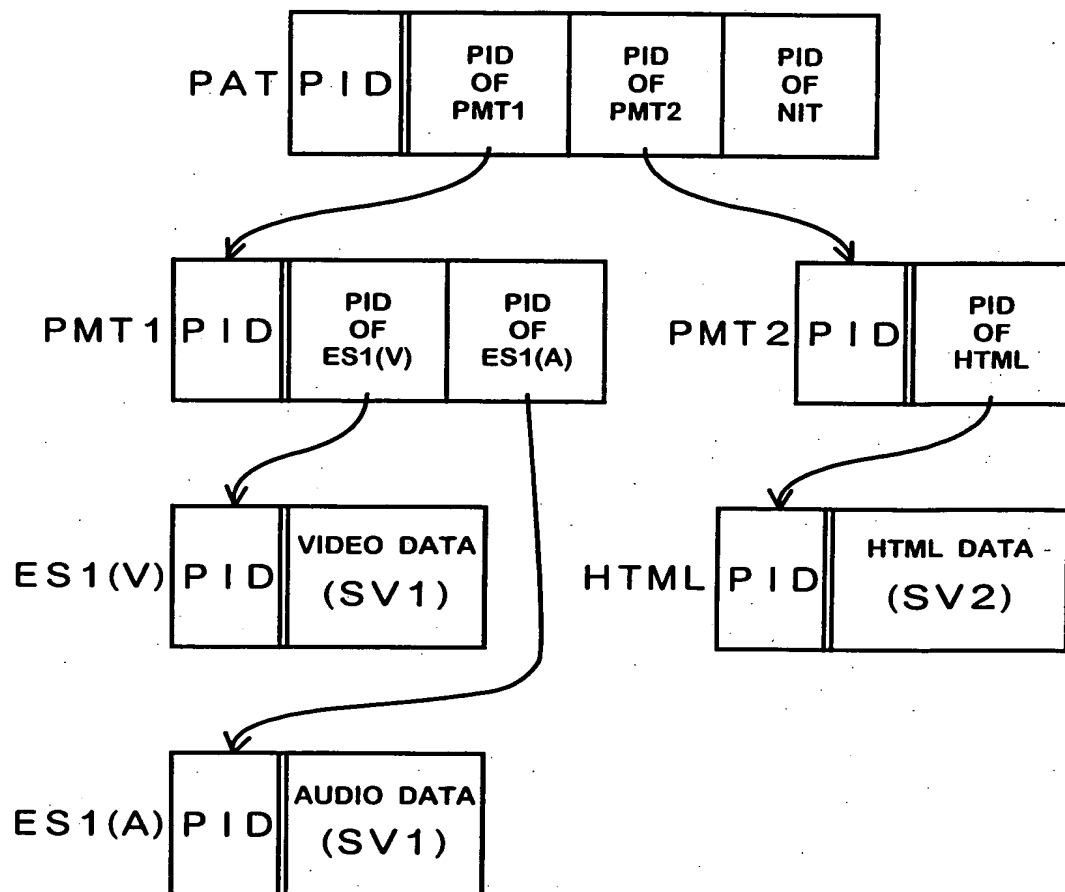 PAT PID
PID
OF
PMT1
PID
OF
PMT2
PID
OF
NIT
PMT1 PID
PID
OF
ES1(V)
PID
OF
ES1(A)
PMT2 PID
PID
OF
HTML
ES1(V) PID
VIDEO DATA
(SV1)
HTML PID
HTML DATA
(SV2)
ES1(A) PID
AUDIO DATA
(SV1)